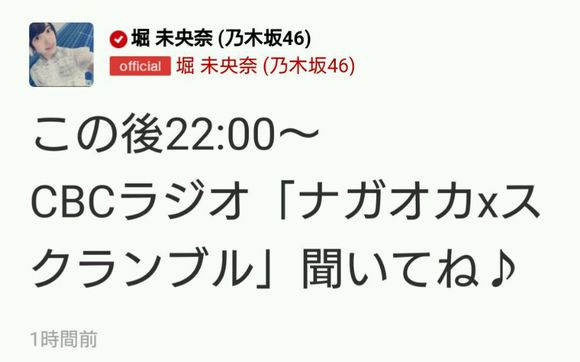 堀 未央奈 (乃木坂46)
official 堀 未央奈 (乃木坂46)
この後22:00〜
CBCラジオ「ナガオカxス
クランブル」聞いてね♪
1時間前